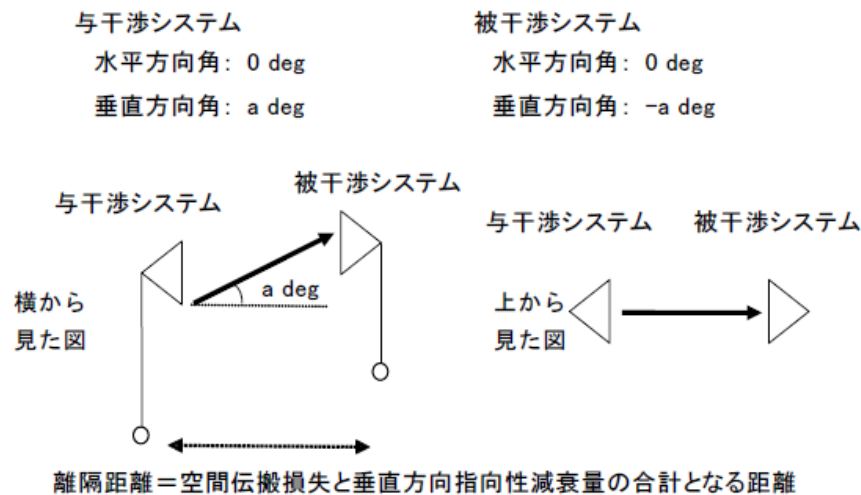 与干渉システム
水平方向角: 0 deg
垂直方向角: a deg
被干渉システム
水平方向角: 0 deg
垂直方向角: -a deg
与干渉システム
被干渉システム
a deg
横から
見た図
与干渉システム
被干渉システム
上から
見た図
離隔距離＝空間伝搬損失と垂直方向指向性減衰量の合計となる距離